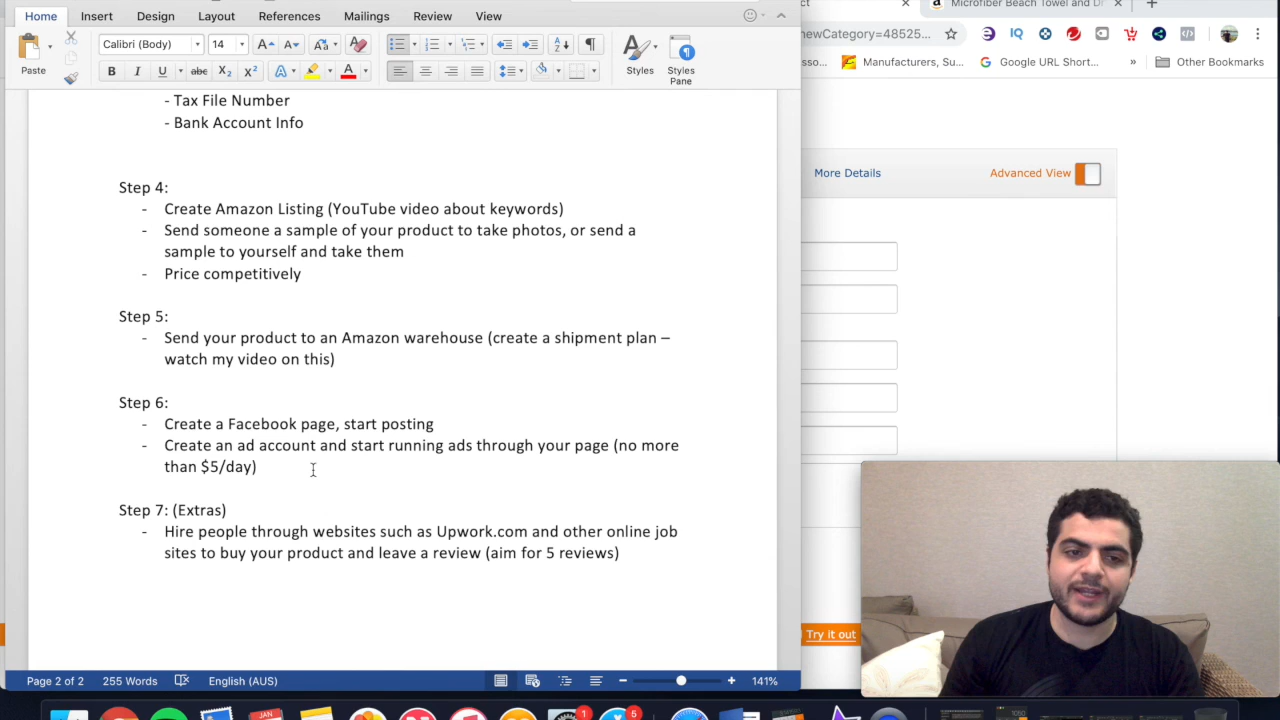 Home Insert Design Layout References Mailings Review View
Microfiber Beach Towel and Dr
newCategory=48525...
Calibri (Body) 14
Paste
Styles
Styles
Pane
Manufacturers, Su...
Google URL Short...
Other Bookmarks
- Tax File Number
- Bank Account Info
More Details
Advanced View
Step 4:
- Create Amazon Listing (YouTube video about keywords)
- Send someone a sample of your product to take photos, or send a
sample to yourself and take them
- Price competitively
Step 5:
- Send your product to an Amazon warehouse (create a shipment plan –
watch my video on this)
Step 6:
- Create a Facebook page, start posting
- Create an ad account and start running ads through your page (no more
than $5/day)
Step 7: (Extras)
- Hire people through websites such as Upwork.com and other online job
sites to buy your product and leave a review (aim for 5 reviews)
Try it out
Page 2 of 2 255 Words English (AUS) 141%
JAN
1
5